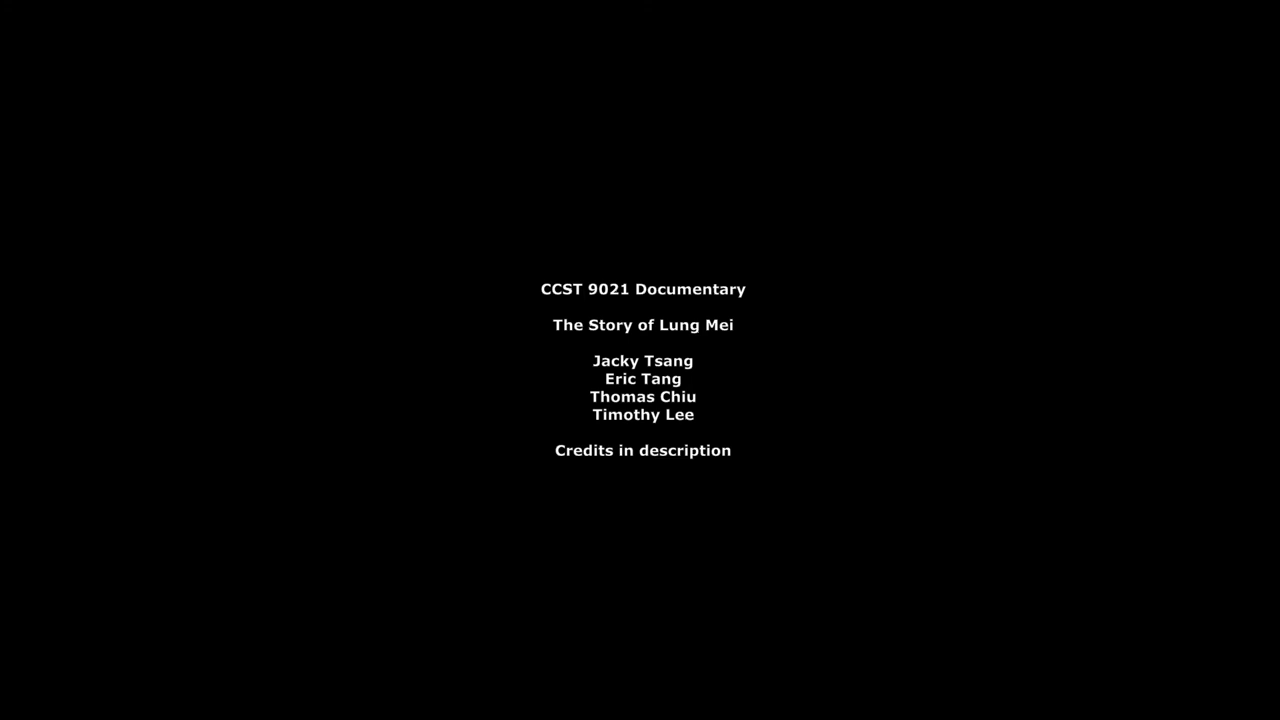 CCST 9021 Documentary
The Story of Lung Mei
Jacky Tsang
Eric Tang
Thomas Chiu
Timothy Lee
Credits in description